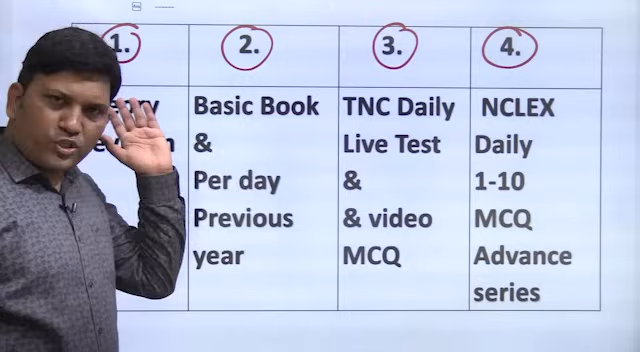 1. 2. 3. 4.
Basic Book
&
Per day
Previous
year
TNC Daily
Live Test
&
& video
MCQ
NCLEX
Daily
1-10
MCQ
Advance
series